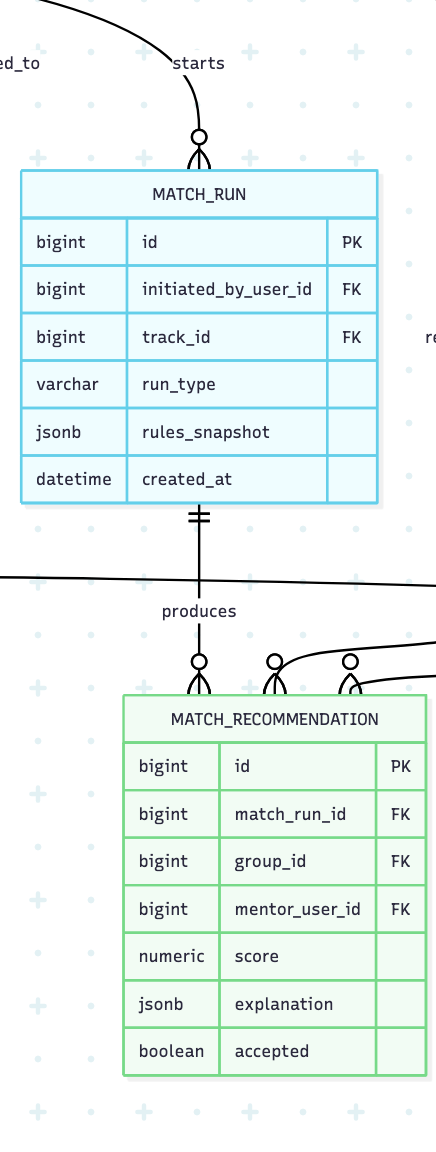 ed_to
starts
MATCH_RUN
bigint id PK
bigint initiated_by_user_id FK
bigint track_id FK
re
varchar run_type
jsonb rules_snapshot
datetime created_at
produces
MATCH_RECOMMENDATION
bigint id PK
bigint match_run_id FK
bigint group_id FK
bigint mentor_user_id FK
numeric score
jsonb explanation
boolean accepted